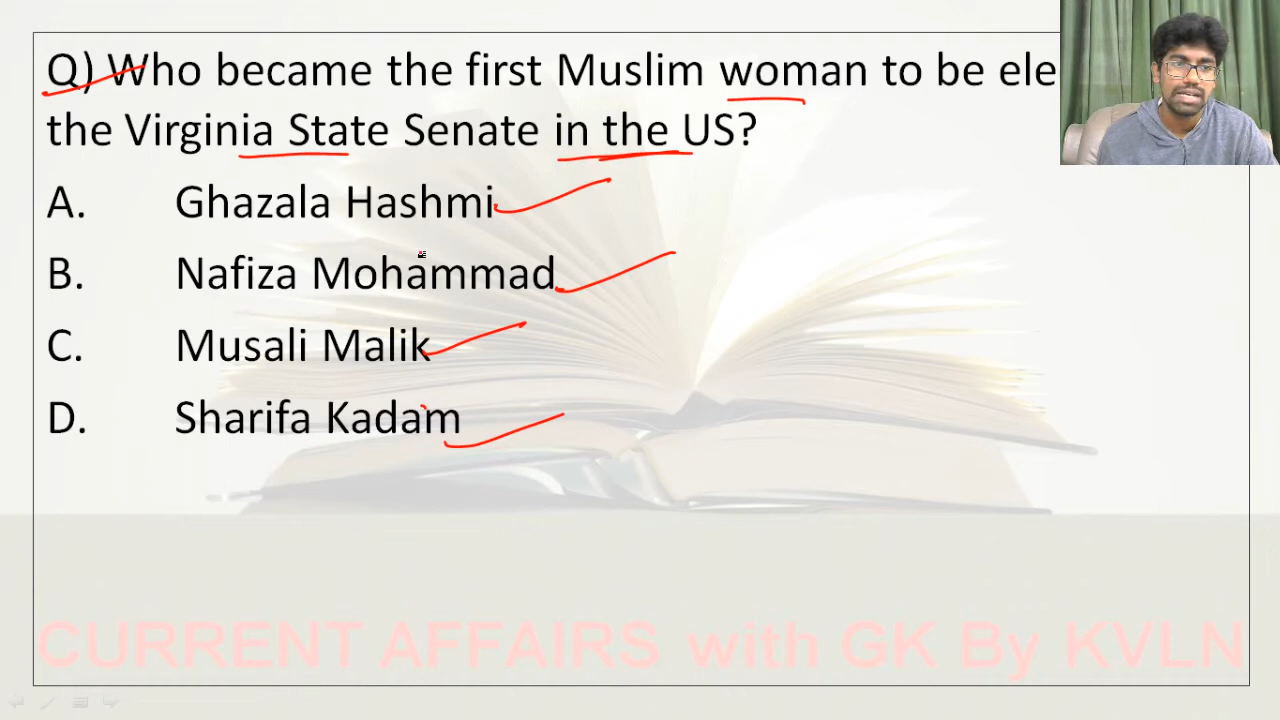 Q) Who became the first Muslim woman to be ele
the Virginia State Senate in the US?
A. Ghazala Hashmi
B. Nafiza Mohammad
C. Musali Malik
D. Sharifa Kadam
CURRENT AFFAIRS with GK By KVLN